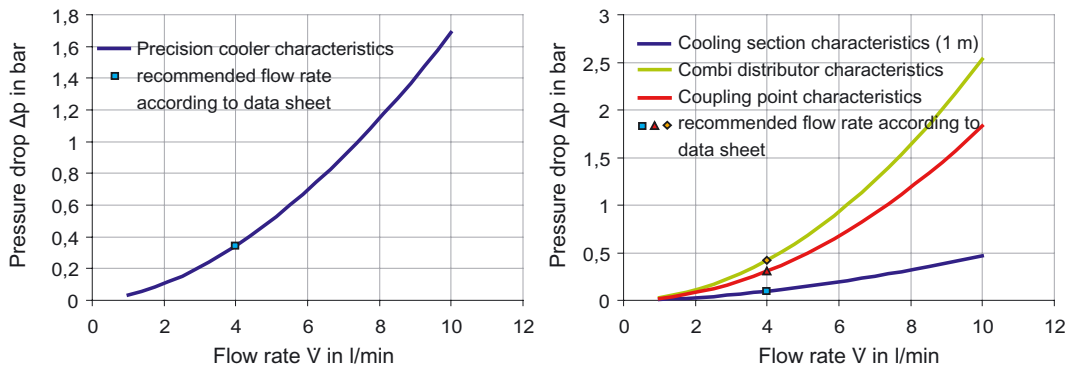 Pressure drop Δp in bar
1,8
1,6
1,4
1,2
1
0,8
0,6
0,4
0,2
0
Precision cooler characteristics
recommended flow rate
according to data sheet
0 2 4 6 8 10 12
Flow rate V̇ in l/min
Pressure drop Δp in bar
3
2,5
2
1,5
1
0,5
0
Cooling section characteristics (1 m)
Combi distributor characteristics
Coupling point characteristics
recommended flow rate according to
data sheet
0 2 4 6 8 10 12
Flow rate V̇ in l/min